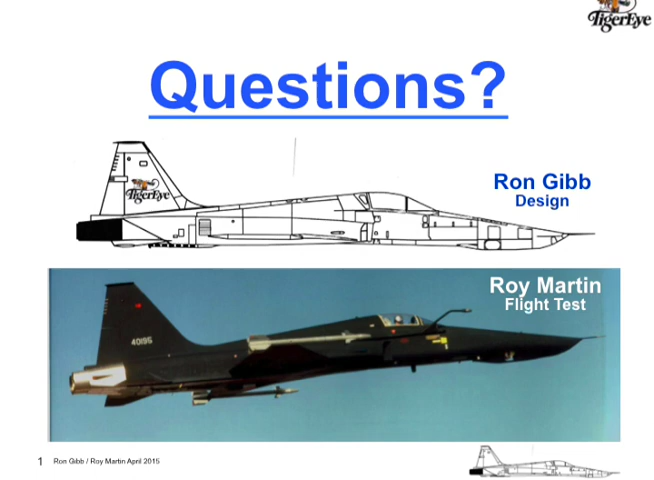 TigerEye
Questions?
Ron Gibb
Design
TigerEye
Roy Martin
Flight Test
40195
1 Ron Gibb / Roy Martin April 2015